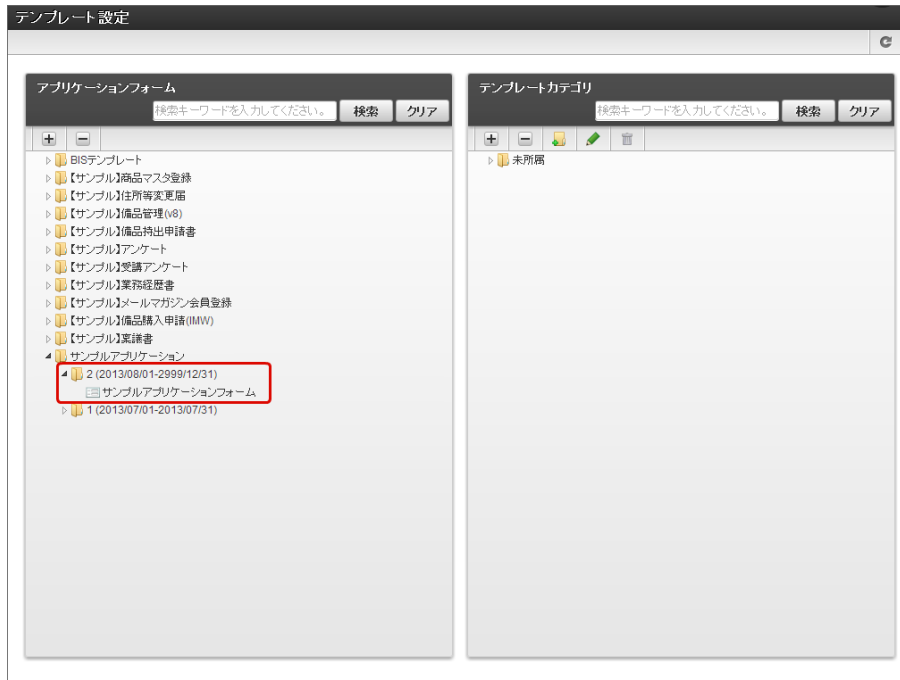 テンプレート設定
アプリケーションフォーム
検索キーワードを入力してください。 検索 クリア
BISテンプレート
【サンプル】商品マスタ登録
【サンプル】住所等変更届
【サンプル】備品管理(v8)
【サンプル】備品持出申請書
【サンプル】アンケート
【サンプル】受講アンケート
【サンプル】業務経歴書
【サンプル】メールマガジン会員登録
【サンプル】備品購入申請(IMW)
【サンプル】稟議書
サンプルアプリケーション
2 (2013/08/01-2999/12/31)
サンプルアプリケーションフォーム
1 (2013/07/01-2013/07/31)
テンプレートカテゴリ
検索キーワードを入力してください。 検索 クリア
未所属